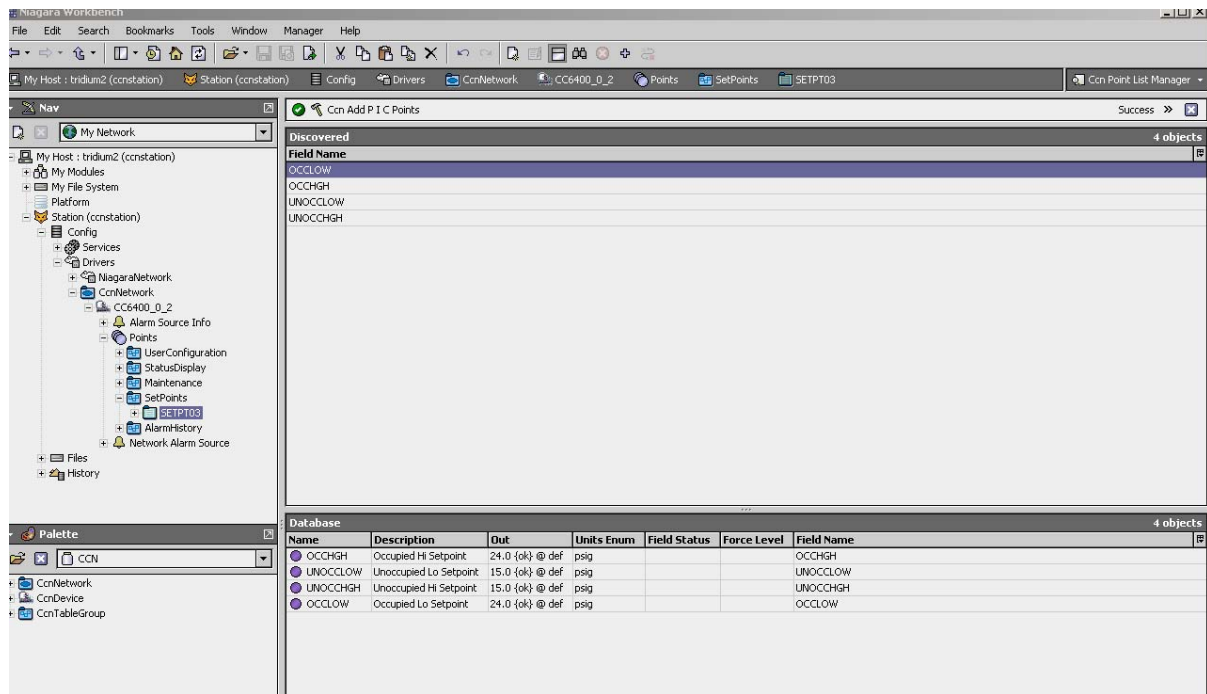 Niagara Workbench
File Edit Search Bookmarks Tools Window Manager Help
My Host : tridium2 (ccnstation) Station (ccnstation) Config Drivers CcnNetwork CC6400_0_2 Points SetPoints SETPT03 Ccn Point List Manager
Nav
My Network
My Host : tridium2 (ccnstation)
My Modules
My File System
Platform
Station (ccnstation)
Config
Services
Drivers
NiagaraNetwork
CcnNetwork
CC6400_0_2
Alarm Source Info
Points
UserConfiguration
StatusDisplay
Maintenance
SetPoints
SETPT03
AlarmHistory
Network Alarm Source
Files
History
Palette
CCN
CcnNetwork
CcnDevice
CcnTableGroup
Ccn Add P I C Points Success »
Discovered 4 objects
Field Name
OCCLOW
OCCHGH
UNOCCLOW
UNOCCHGH
Database 4 objects
Name Description Out Units Enum Field Status Force Level Field Name
OCCHGH Occupied Hi Setpoint 24.0 {ok} @ def psig OCCHGH
UNOCCLOW Unoccupied Lo Setpoint 15.0 {ok} @ def psig UNOCCLOW
UNOCCHGH Unoccupied Hi Setpoint 15.0 {ok} @ def psig UNOCCHGH
OCCLOW Occupied Lo Setpoint 24.0 {ok} @ def psig OCCLOW